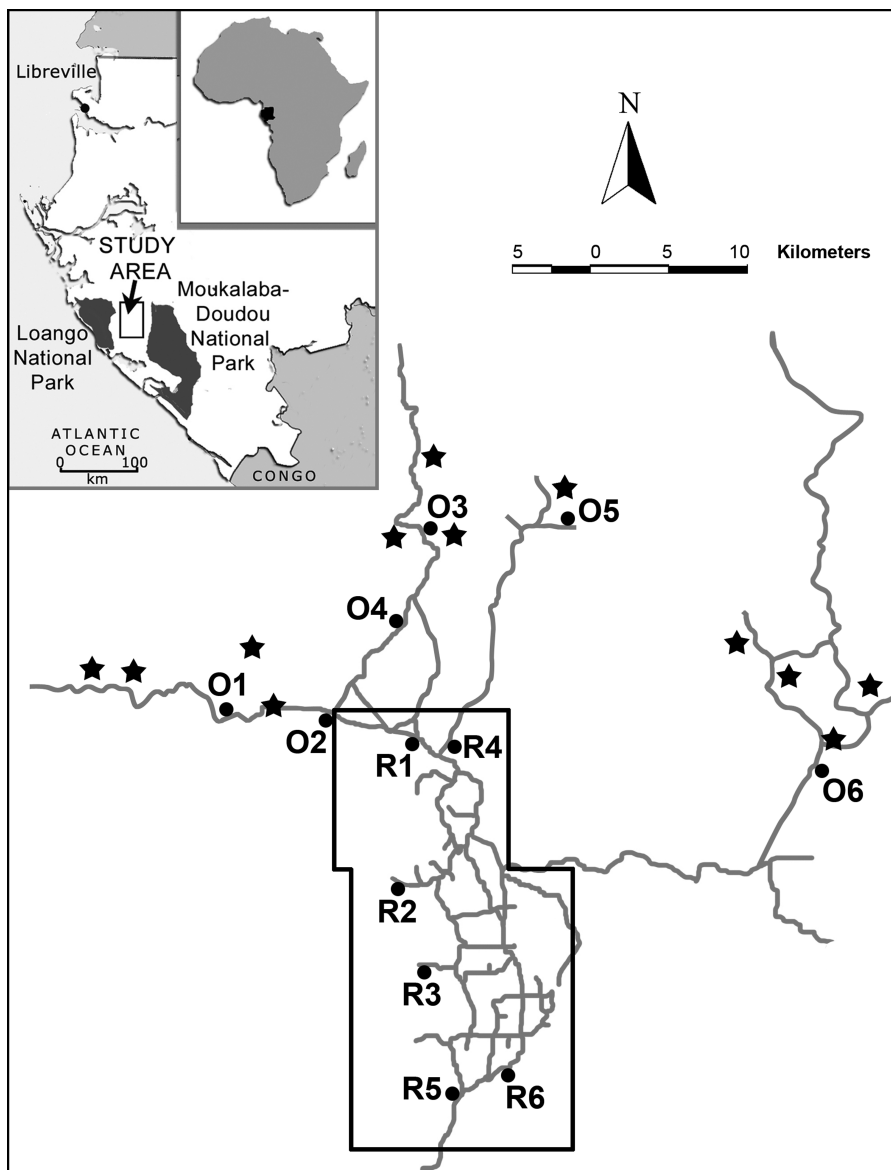 Libreville
STUDY
AREA
Moukalaba-
Doudou
National
Park
Loango
National
Park
ATLANTIC
OCEAN
0 100
km
CONGO
N
5 0 5 10 Kilometers
O3
O5
O4
O1
O2
R1
R4
O6
R2
R3
R5
R6